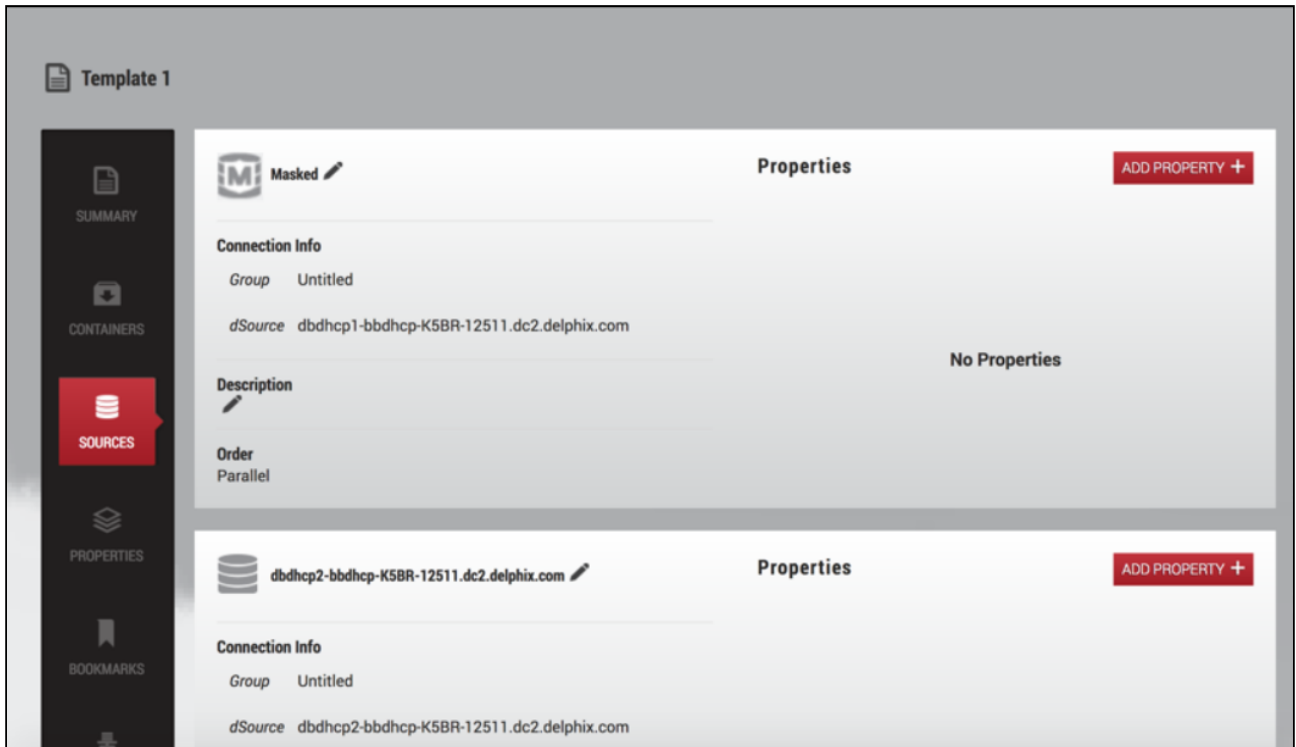 Template 1
SUMMARY
CONTAINERS
SOURCES
PROPERTIES
BOOKMARKS
Masked
Properties
ADD PROPERTY +
Connection Info
Group Untitled
dSource dbdhcp1-bbdhcp-K5BR-12511.dc2.delphix.com
No Properties
Description
Order
Parallel
dbdhcp2-bbdhcp-K5BR-12511.dc2.delphix.com
Properties
ADD PROPERTY +
Connection Info
Group Untitled
dSource dbdhcp2-bbdhcp-K5BR-12511.dc2.delphix.com